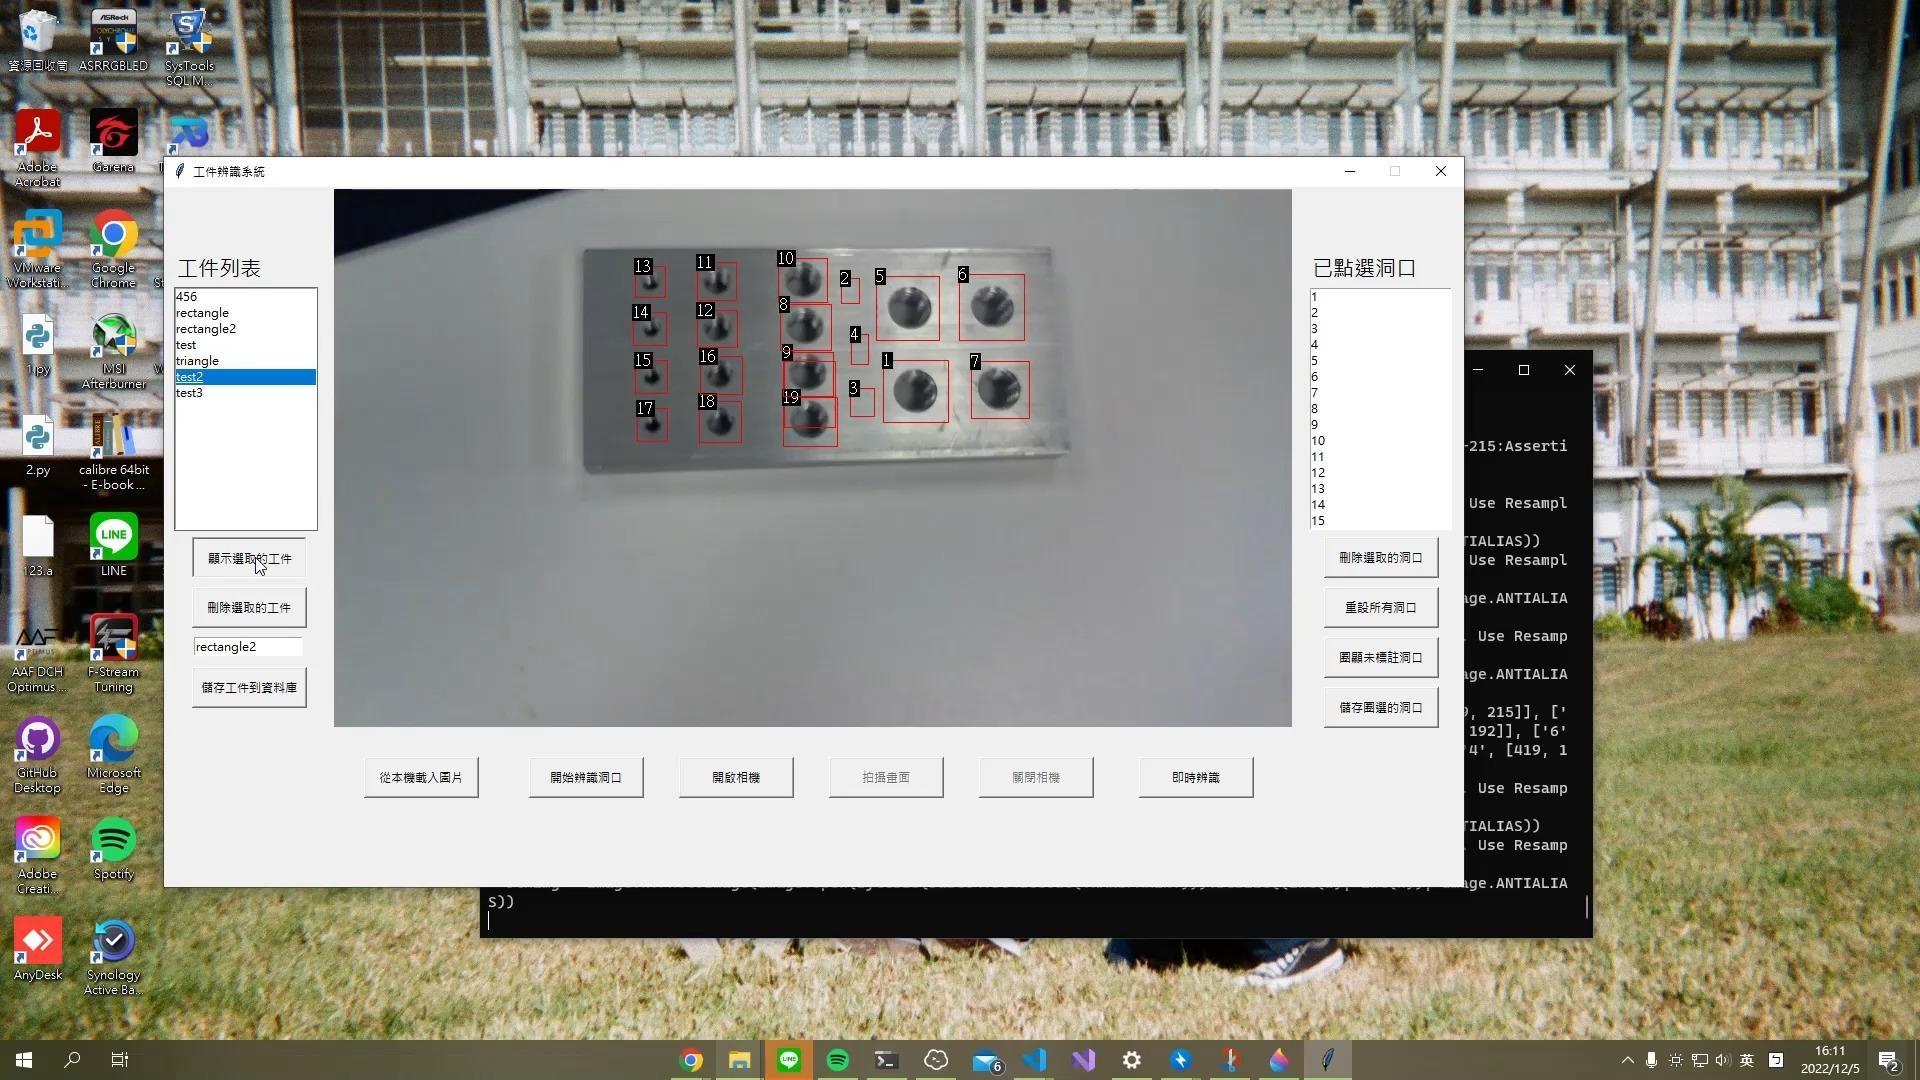 資源回收筒
ASRRGBLED
SysTools
SQL M...
Adobe
Acrobat
Garena
VMware
Workstati...
Google
Chrome
1.py
MSI
Afterburner
2.py
calibre 64bit
- E-book ...
123.a
LINE
AAF DCH
Optimus ...
F-Stream
Tuning
GitHub
Desktop
Microsoft
Edge
Adobe
Creati...
Spotify
AnyDesk
Synology
Active Ba...
工件辨識系統
工件列表
456
rectangle
rectangle2
test
triangle
test2
test3
顯示選取的工件
刪除選取的工件
rectangle2
儲存工件到資料庫
13
11
10
2
5
6
14
12
8
4
15
16
9
1
7
17
18
19
3
已點選洞口
1
2
3
4
5
6
7
8
9
10
11
12
13
14
15
刪除選取的洞口
重設所有洞口
圈顯未標註洞口
儲存圈選的洞口
從本機載入圖片
開始辨識洞口
開啟相機
拍攝畫面
關閉相機
即時辨識
-215:Asserti
Use Resampl
TIALIAS))
Use Resampl
age.ANTIALIA
. Use Resamp
age.ANTIALIA
9, 215]], ['
192]], ['6'
'4', [419, 1
. Use Resamp
TIALIAS))
. Use Resamp
age.ANTIALIA
S))
6
英
16:11
2022/12/5
2